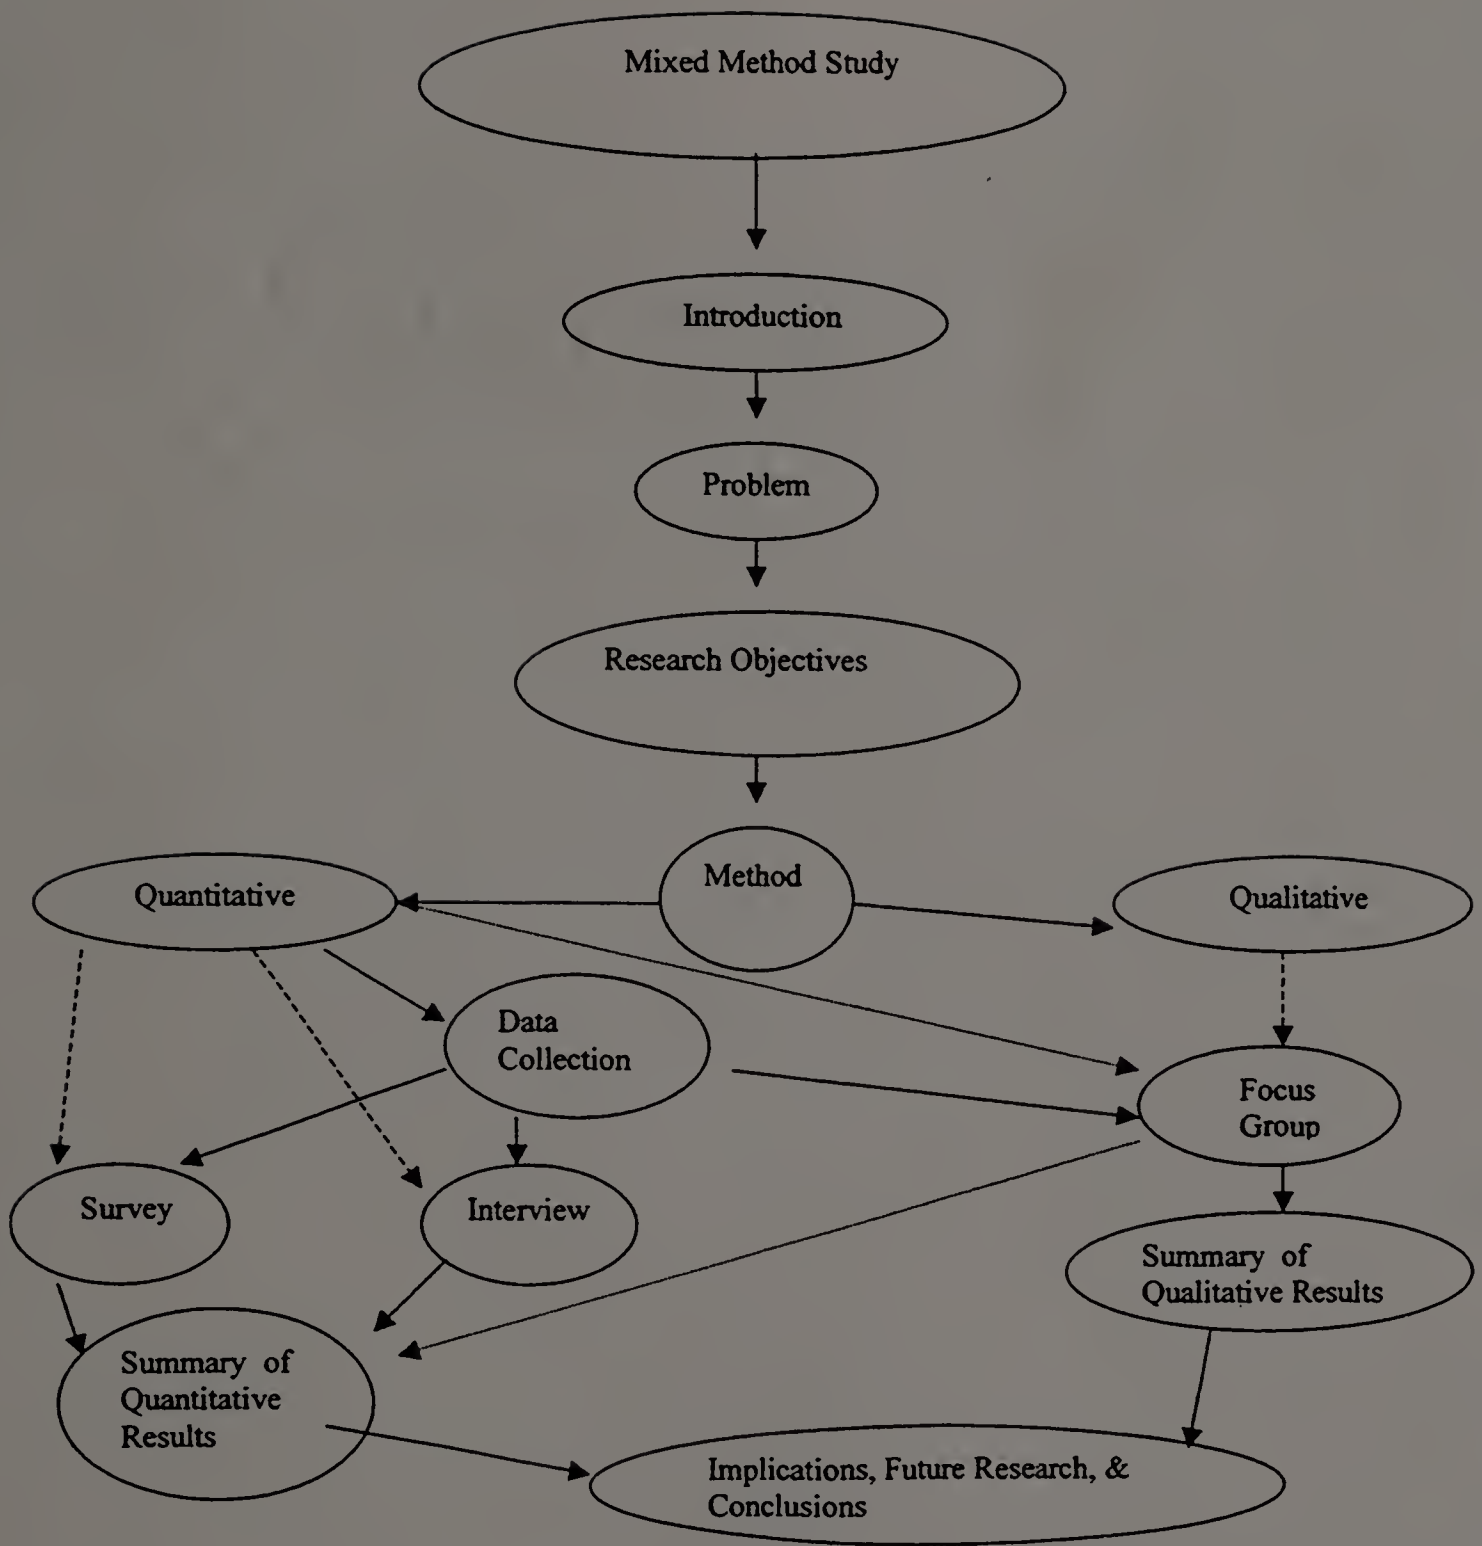 Mixed Method Study
Introduction
Problem
Research Objectives
Method
Quantitative
Qualitative
Data
Collection
Focus
Group
Survey
Interview
Summary of
Qualitative Results
Summary of
Quantitative
Results
Implications, Future Research, &
Conclusions